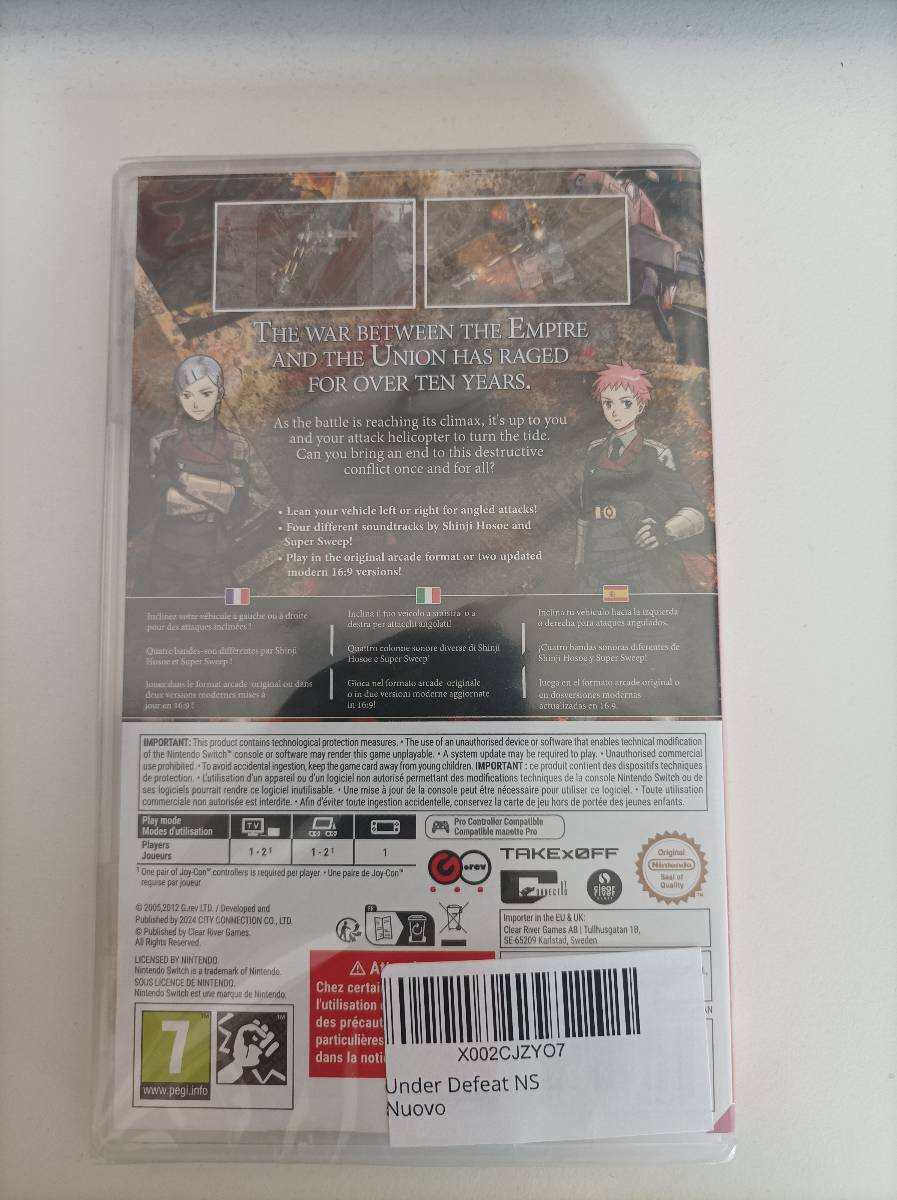 THE WAR BETWEEN THE EMPIRE
AND THE UNION HAS RAGED
FOR OVER TEN YEARS.
As the battle is reaching its climax, it's up to you
and your attack helicopter to turn the tide.
Can you bring an end to this destructive
conflict once and for all?
• Lean your vehicle left or right for angled attacks!
• Four different soundtracks by Shinji Hosoe and
Super Sweep!
• Play in the original arcade format or two updated
modern 16:9 versions!
Inclinez votre véhicule à gauche ou à droite
pour des attaques inclinées !
Quatre bandes-son différentes par Shinji
Hosoe et Super Sweep !
Jouez dans le format arcade original ou dans
deux versions modernes mises à
jour en 16:9 !
Inclina il tuo veicolo a sinistra o a
destra per attacchi angolati!
Quattro colonne sonore diverse di Shinji
Hosoe e Super Sweep!
Gioca nel formato arcade originale
o in due versioni moderne aggiornate
in 16:9!
Inclina tu vehículo hacia la izquierda
o derecha para ataques angulados.
¡Cuatro bandas sonoras diferentes de
Shinji Hosoe y Super Sweep!
Juega en el formato arcade original o
en dos versiones modernas
actualizadas en 16:9.
IMPORTANT: This product contains technological protection measures. • The use of an unauthorised device or software that enables technical modification
of the Nintendo Switch™ console or software may render this game unplayable. • A system update may be required to play. • Unauthorised commercial
use prohibited. • To avoid accidental ingestion, keep the game card away from young children. IMPORTANT : ce produit contient des dispositifs techniques
de protection. • L'utilisation d'un appareil ou d'un logiciel non autorisé permettant des modifications techniques de la console Nintendo Switch ou de
ses logiciels pourrait rendre ce logiciel inutilisable. • Une mise à jour de la console peut être nécessaire pour utiliser ce logiciel. • Toute utilisation
commerciale non autorisée est interdite. • Afin d'éviter toute ingestion accidentelle, conservez la carte de jeu hors de portée des jeunes enfants.
Play mode
Modes d'utilisation
TV
Players
Joueurs
1-2¹
1-2¹
1
Pro Controller Compatible
Compatible manette Pro
¹ One pair of Joy-Con™ controllers is required per player. • Une paire de Joy-Con™
requise par joueur.
G.rev
TAKExOFF
CITY CONNECTION
clear
river
GAMES
Original
Nintendo
Seal of
Quality
TM
© 2005,2012 G.rev LTD. / Developed and
Published by 2024 CITY CONNECTION CO., LTD.
© Published by Clear River Games.
All Rights Reserved.
LICENSED BY NINTENDO.
Nintendo Switch is a trademark of Nintendo.
SOUS LICENCE DE NINTENDO.
Nintendo Switch est une marque de Nintendo.
FR
Importer in the EU & UK:
Clear River Games AB | Tullhusgatan 1B,
SE-65209 Karlstad, Sweden
Chez certai
l'utilisation
des précaut
particulières
dans la noti
7
www.pegi.info
X002CJZYO7
Under Defeat NS
Nuovo